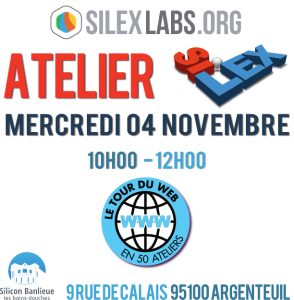 SILEXLABS.ORG
ATELIER
SILEX
MERCREDI 04 NOVEMBRE
10H00 - 12H00
LE TOUR DU WEB
WWW
EN 50 ATELIERS
Silicon Banlieue
les bains-douches
9 RUE DE CALAIS 95100 ARGENTEUIL